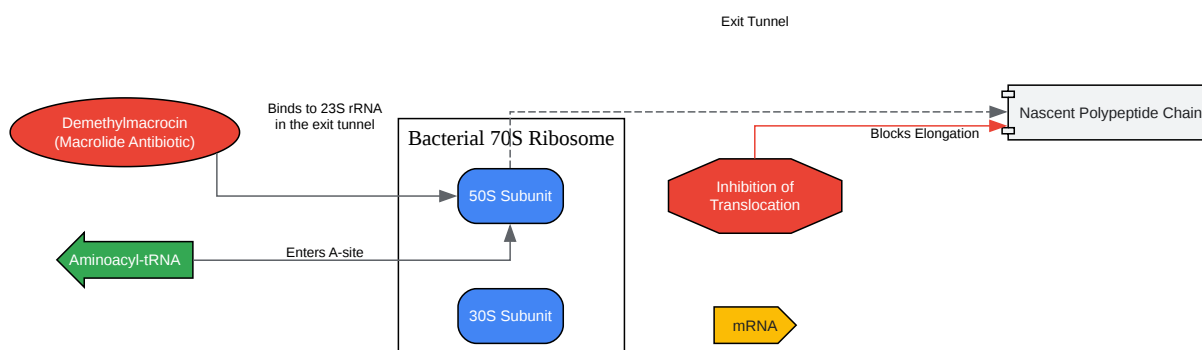 Exit Tunnel
Demethylmacrocin
(Macrolide Antibiotic)
Binds to 23S rRNA
in the exit tunnel
Bacterial 70S Ribosome
50S Subunit
Blocks Elongation
Nascent Polypeptide Chain
Inhibition of
Translocation
Aminoacyl-tRNA
Enters A-site
30S Subunit
mRNA